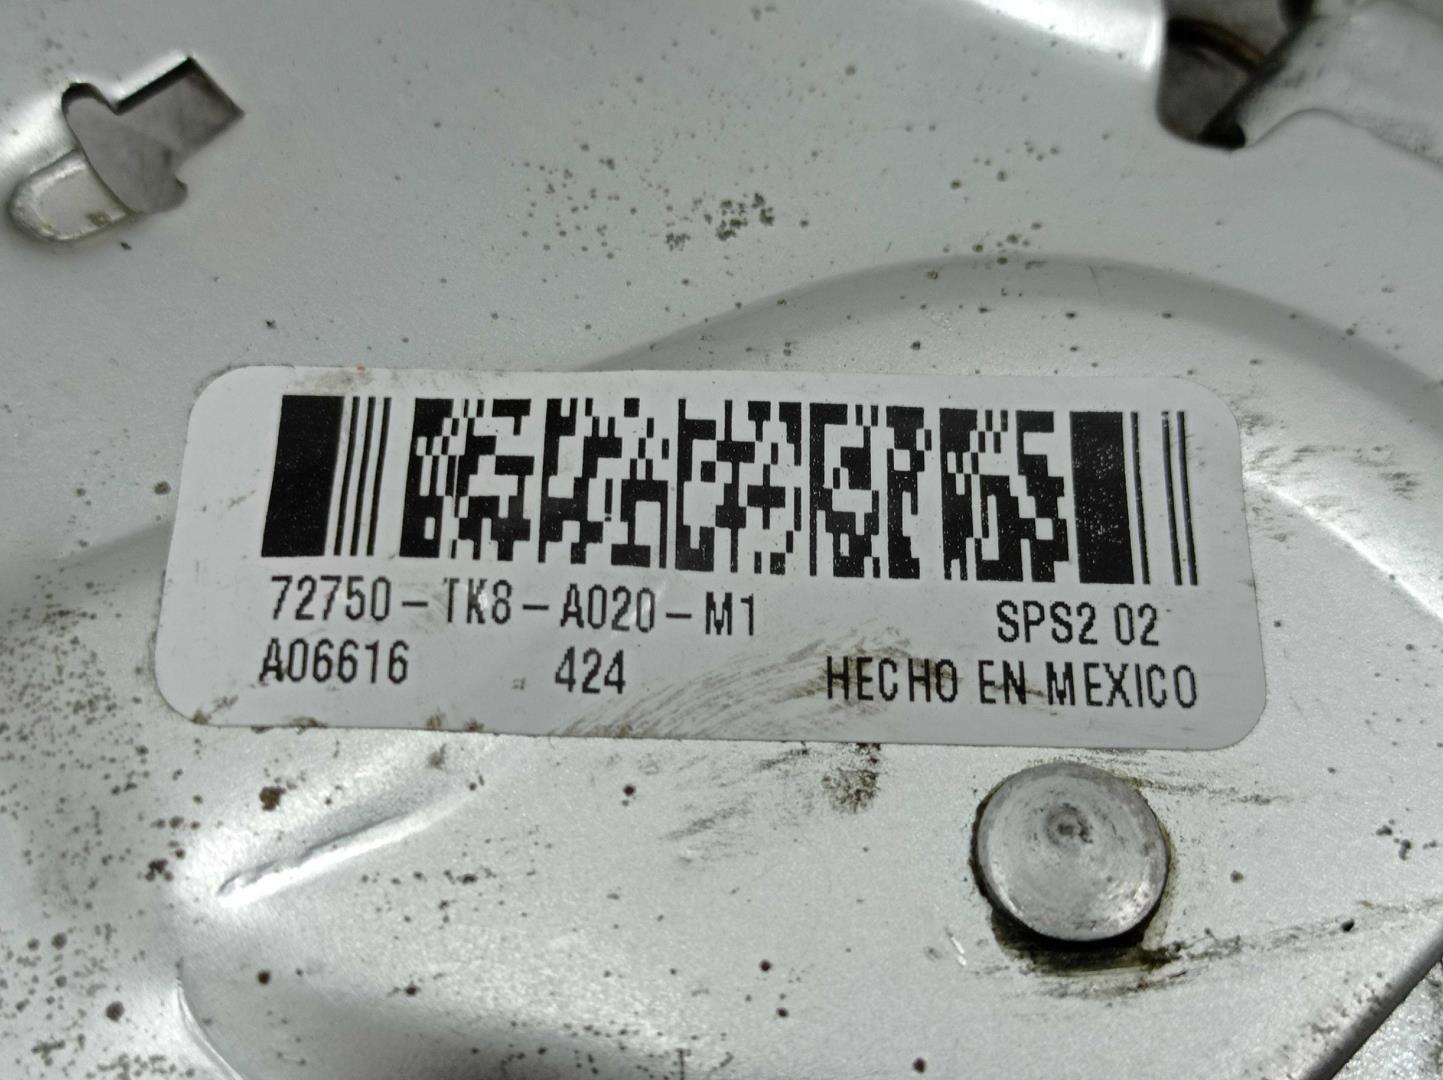 72750-TK8-A020-M1 SPS2 02
A06616 424 HECHO EN MEXICO